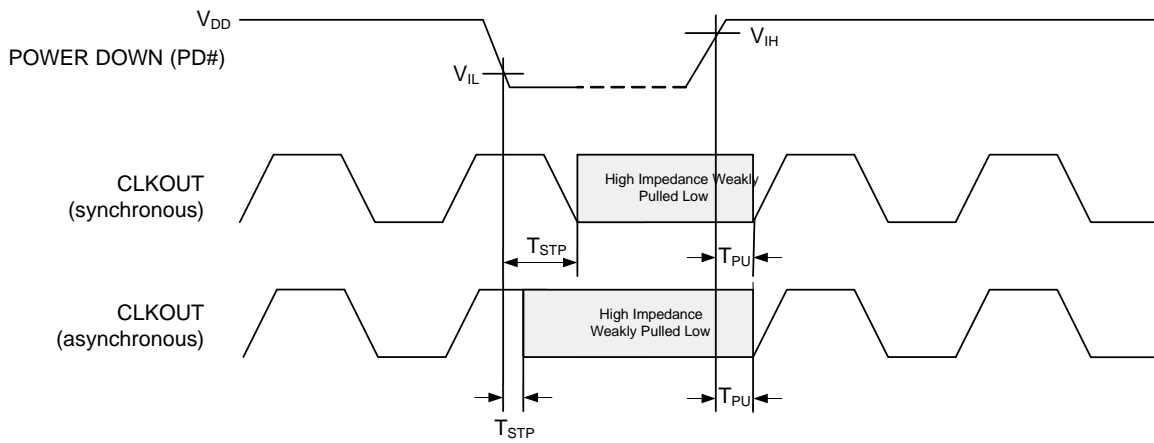 VDD
POWER DOWN (PD#)
VIH
VIL
CLKOUT
(synchronous)
High Impedance Weakly
Pulled Low
TSTP
TPU
CLKOUT
(asynchronous)
High Impedance
Weakly Pulled Low
TPU
TSTP